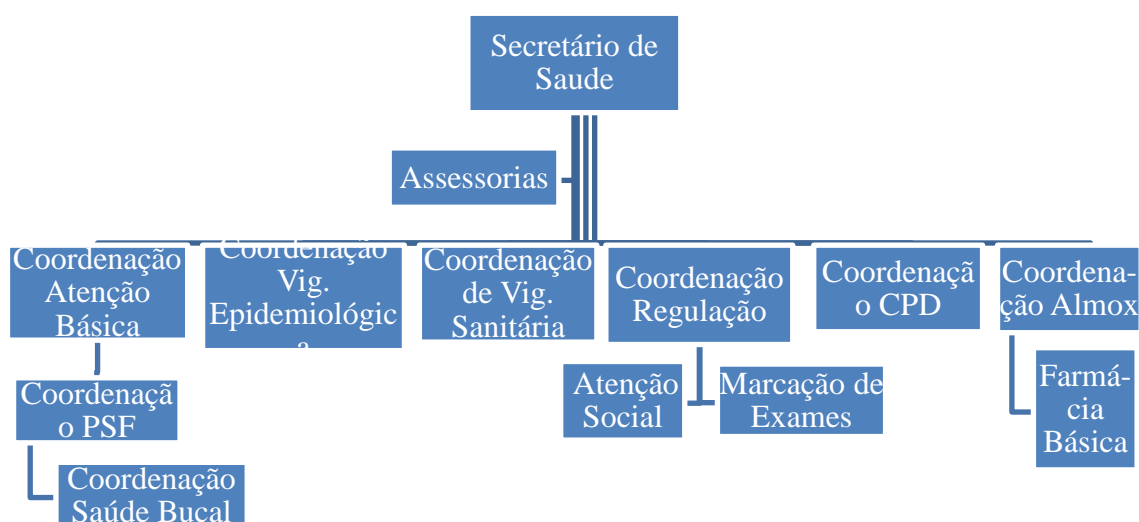 Secretário de
Saude
Assessorias
Coordenação
Atenção
Básica
Coordenação
Vig.
Epidemiológic
a
Coordenação
de Vig.
Sanitária
Coordenação
Regulação
Coordenaçã
o CPD
Coordena-
ção Almox
Coordenaçã
o PSF
Coordenação
Saúde Bucal
Atenção
Social
Marcação de
Exames
Farmá-
cia
Básica